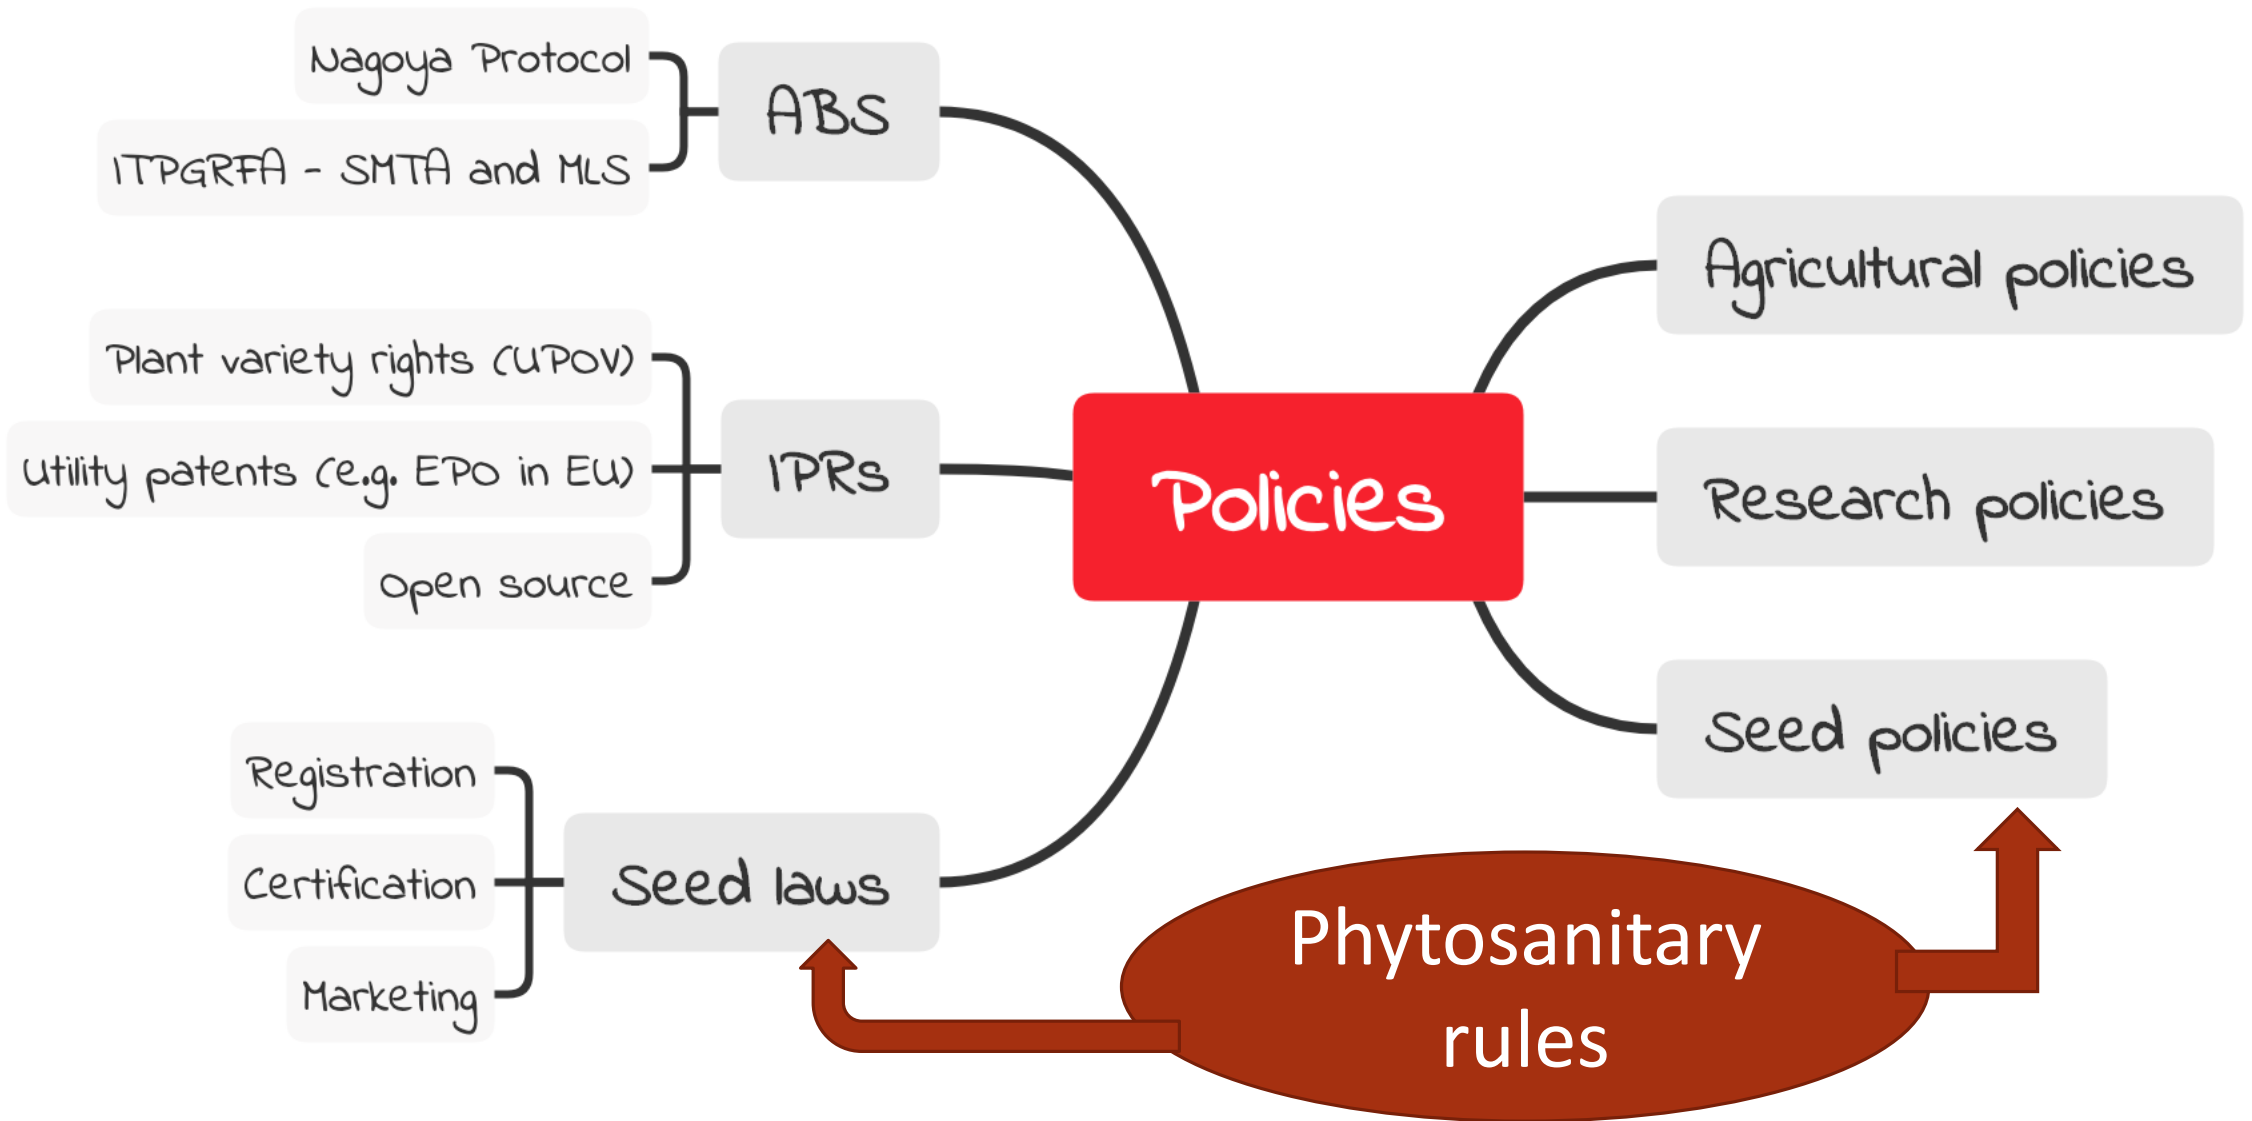 Nagoya Protocol
ITPGRFA - SMTA and MLS
ABS
Plant variety rights (UPOV)
Utility patents (e.g. EPO in EU)
Open source
IPRs
Registration
Certification
Marketing
Seed laws
Policies
Agricultural policies
Research policies
Seed policies
Phytosanitary
rules